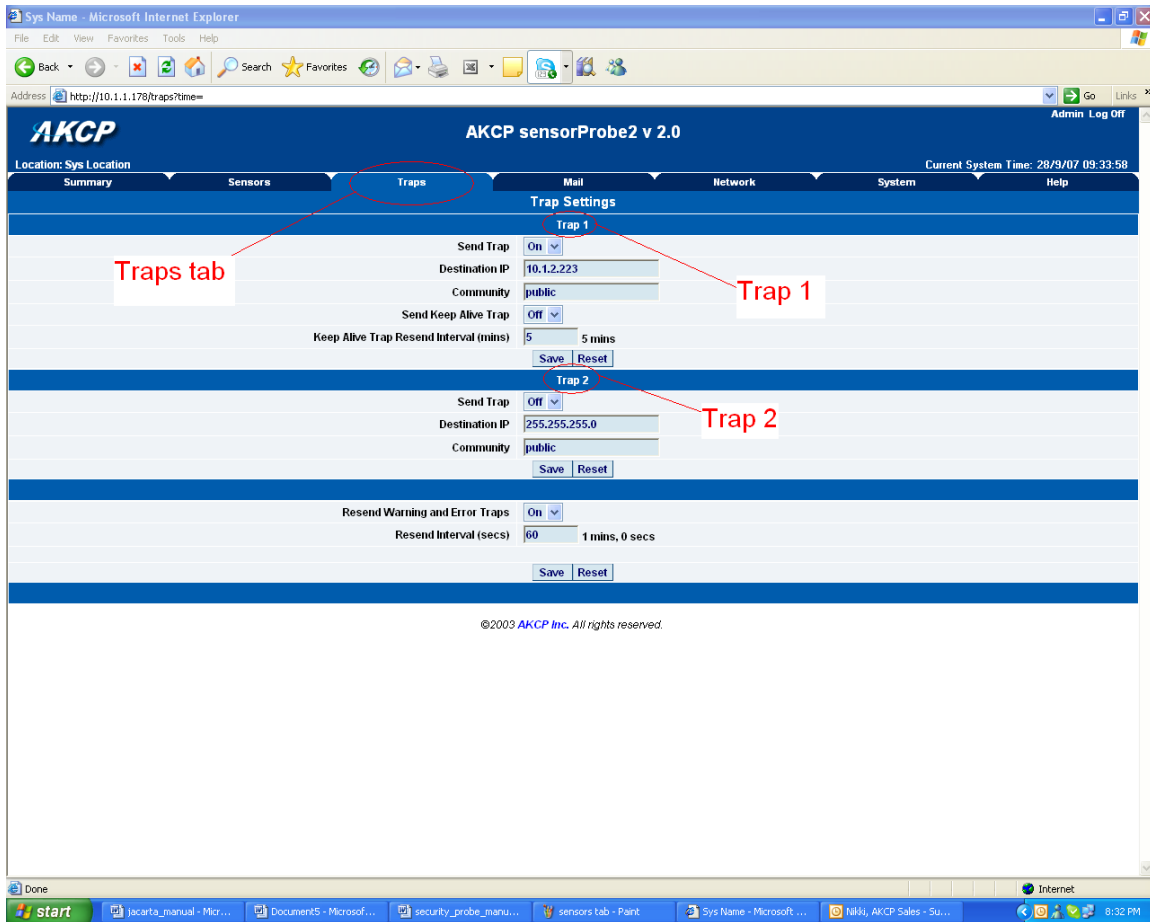 Sys Name - Microsoft Internet Explorer
File Edit View Favorites Tools Help
Back Search Favorites
Address http://10.1.1.178/traps?time= Go Links »
Admin Log Off
AKCP AKCP sensorProbe2 v 2.0
Location: Sys Location Current System Time: 28/9/07 09:33:58
Summary Sensors Traps Mail Network System Help
Trap Settings
Trap 1
Send Trap On
Destination IP 10.1.2.223
Community public
Send Keep Alive Trap Off
Keep Alive Trap Resend Interval (mins) 5 5 mins
Save Reset
Traps tab
Trap 1
Trap 2
Send Trap Off
Destination IP 255.255.255.0
Community public
Save Reset
Trap 2
Resend Warning and Error Traps On
Resend Interval (secs) 60 1 mins, 0 secs
Save Reset
©2003 AKCP Inc. All rights reserved.
Done Internet
start jacarta_manual - Micr... Document5 - Microsof... security_probe_manu... sensors tab - Paint Sys Name - Microsoft ... Nikki, AKCP Sales - Su... 8:32 PM